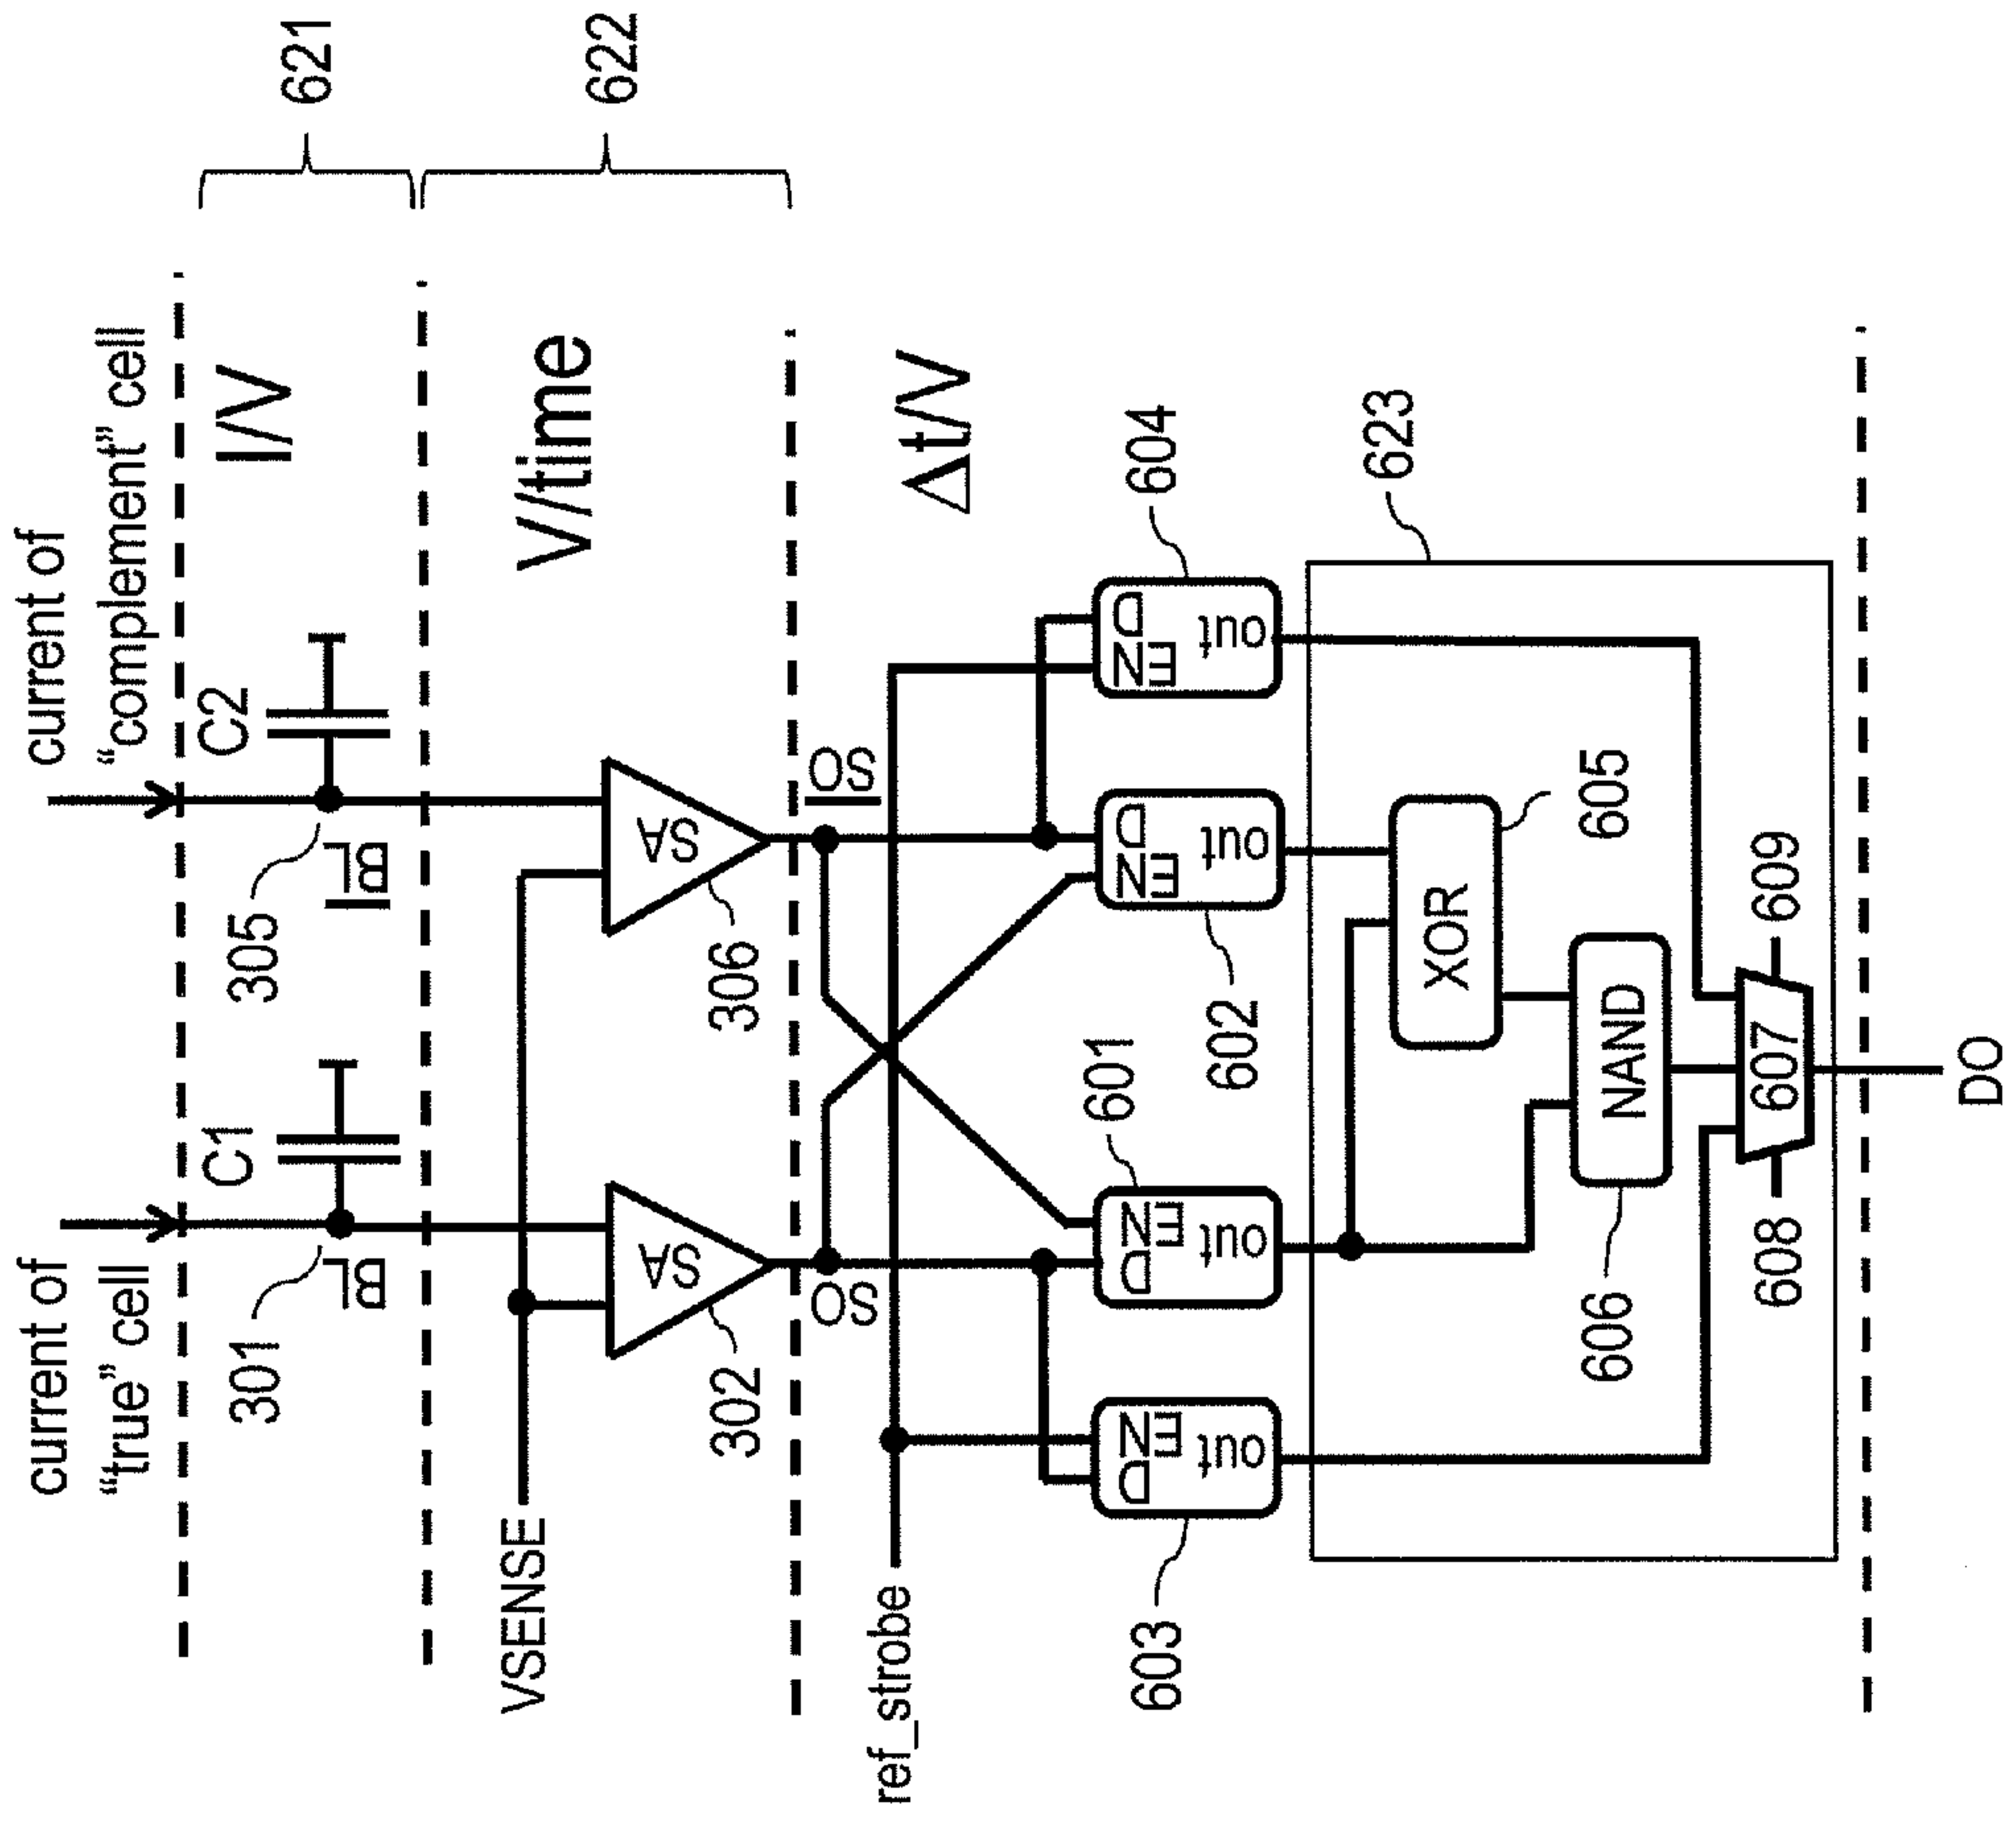 current of
"true" cell
current of
"complement" cell
621
622
I/V
C1
C2
301
BL
305
BL
V/time
VSENSE
SA
302
SA
306
SO
SO
Δt/V
ref_strobe
603
D
EN
out
601
D
EN
out
602
EN
D
out
604
EN
D
out
623
XOR
605
NAND
606
607
608
609
DO